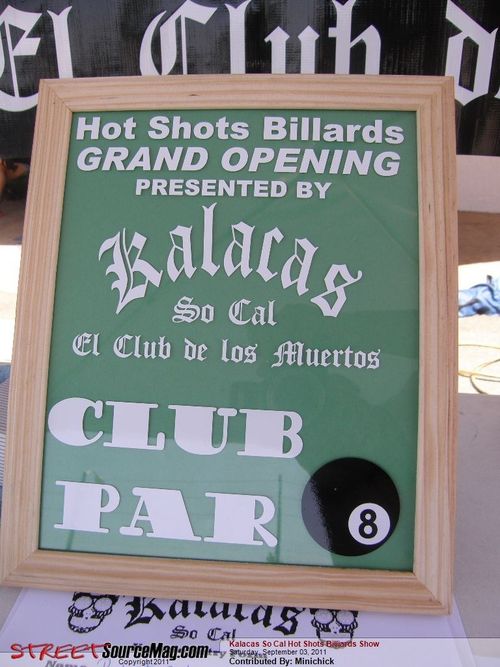 El Club d
Hot Shots Billards
GRAND OPENING
PRESENTED BY
Kalacas
So Cal
El Club de los Muertos
CLUB
PAR
8
Kalacas
So Cal
STREETSourceMag.com
Copyright 2011
Kalacas So Cal Hot Shots Billards Show
Saturday, September 03, 2011
Contributed By: Minichick